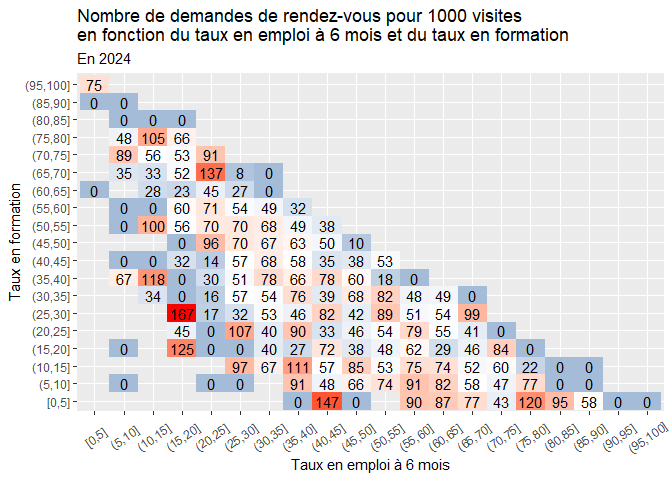 Nombre de demandes de rendez-vous pour 1000 visites
en fonction du taux en emploi à 6 mois et du taux en formation
En 2024
Taux en formation
(95,100] 75
(85,90] 0 0
(80,85] 0 0 0
(75,80] 48 105 66
(70,75] 89 56 53 91
(65,70] 35 33 52 137 8 0
(60,65] 0 28 23 45 27 0
(55,60] 0 0 60 71 54 49 32
(50,55] 0 100 56 70 70 68 49 38
(45,50] 0 96 70 67 63 50 10
(40,45] 0 0 32 14 57 68 58 35 38 53
(35,40] 67 118 0 30 51 78 66 78 60 18 0
(30,35] 34 0 16 57 54 76 39 68 82 48 49 0
(25,30] 167 17 32 53 46 82 42 89 51 54 99
(20,25] 45 0 107 40 90 33 46 54 79 55 41 0
(15,20] 0 125 0 0 40 27 72 38 48 62 29 46 84 0
(10,15] 97 67 111 57 85 53 75 74 52 60 22 0 0
(5,10] 0 0 0 91 48 66 74 91 82 58 47 77 0 0
[0,5] 0 147 0 90 87 77 43 120 95 58 0 0
[0,5] (5,10] (10,15] (15,20] (20,25] (25,30] (30,35] (35,40] (40,45] (45,50] (50,55] (55,60] (60,65] (65,70] (70,75] (75,80] (80,85] (85,90] (90,95] (95,100]
Taux en emploi à 6 mois